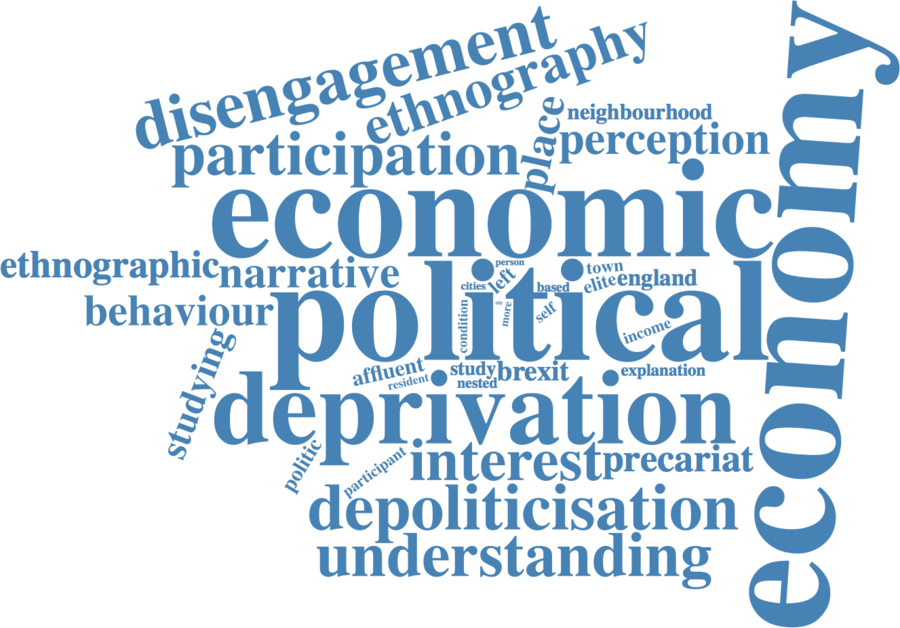 disengagement
ethnography
economy
place
neighbourhood
participation
perception
economic
ethnographic
narrative
person
cities
left
based
town
elite
england
behaviour
political
condition
more
self
income
studying
affluent
resident
study
nested
brexit
explanation
deprivation
politic
participant
interest
precariat
depoliticisation
understanding